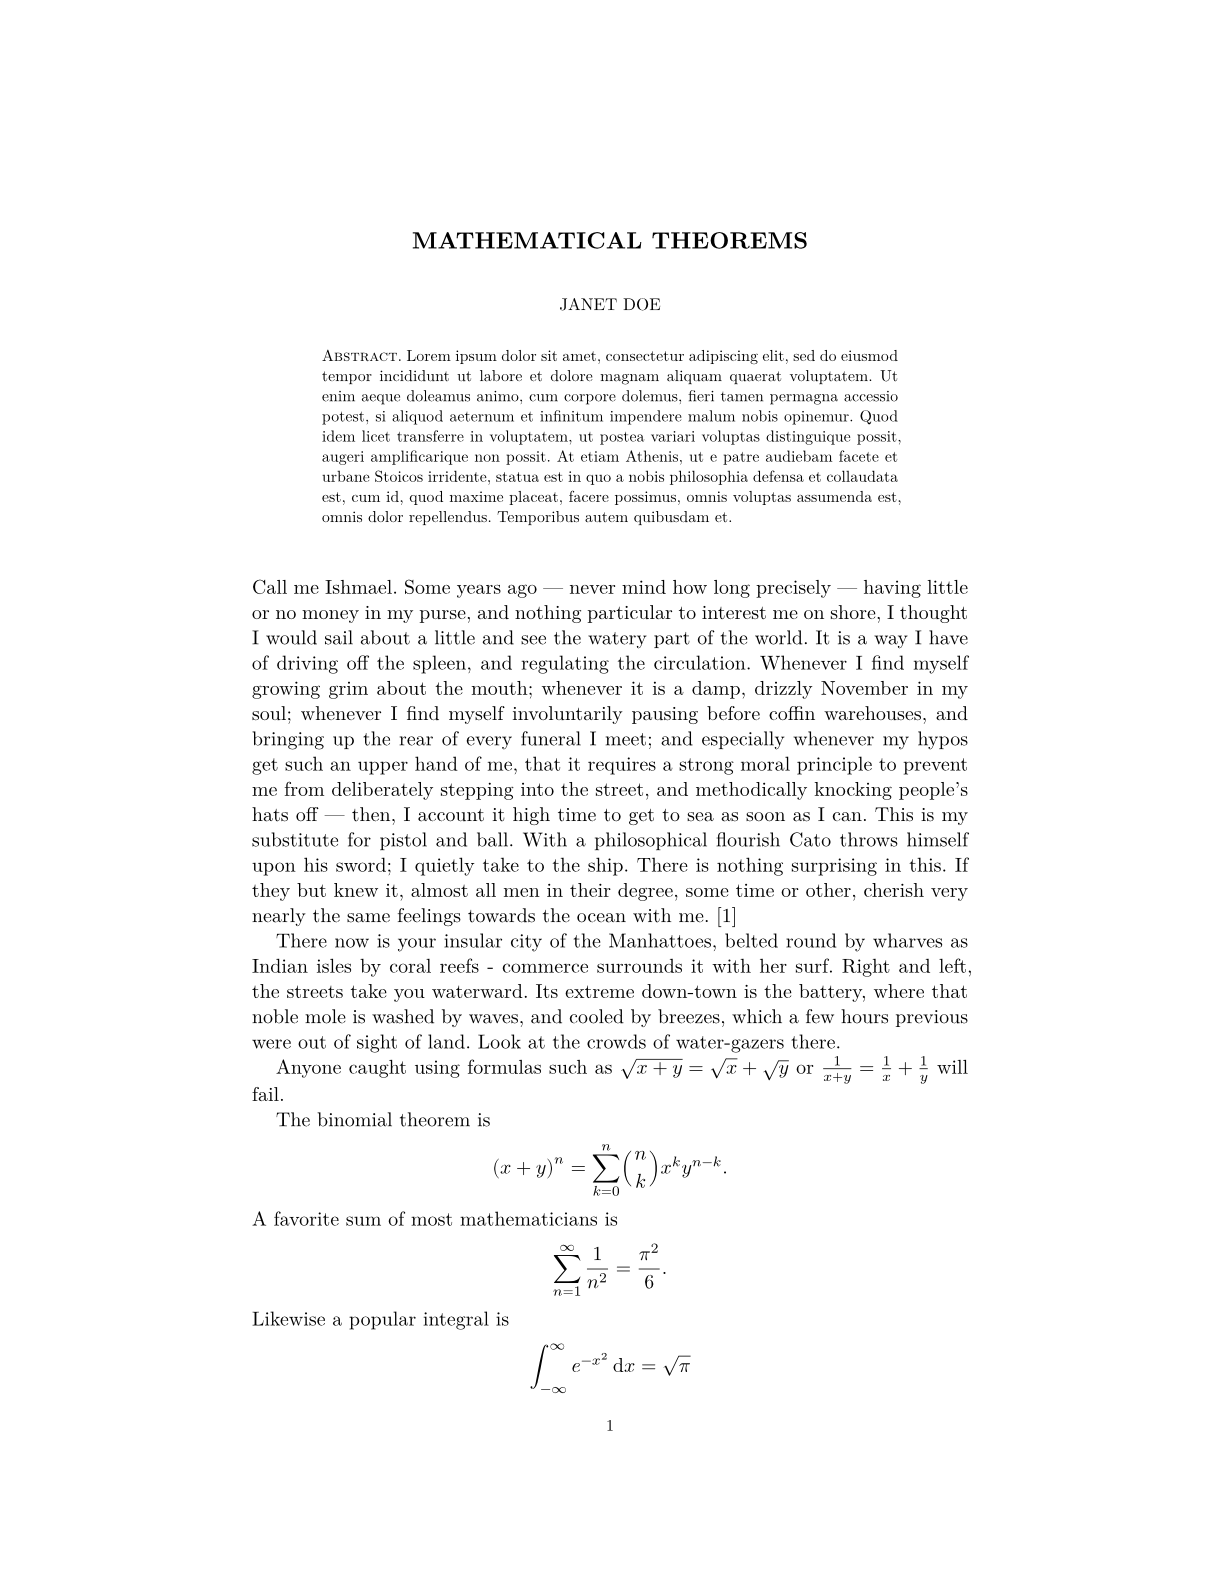 MATHEMATICAL THEOREMS
JANET DOE
Abstract. Lorem ipsum dolor sit amet, consectetur adipiscing elit, sed do eiusmod
tempor incididunt ut labore et dolore magnam aliquam quaerat voluptatem. Ut
enim aeque doleamus animo, cum corpore dolemus, fieri tamen permagna accessio
potest, si aliquod aeternum et infinitum impendere malum nobis opinemur. Quod
idem licet transferre in voluptatem, ut postea variari voluptas distinguique possit,
augeri amplificarique non possit. At etiam Athenis, ut e patre audiebam facete et
urbane Stoicos irridente, statua est in quo a nobis philosophia defensa et collaudata
est, cum id, quod maxime placeat, facere possimus, omnis voluptas assumenda est,
omnis dolor repellendus. Temporibus autem quibusdam et.
Call me Ishmael. Some years ago — never mind how long precisely — having little
or no money in my purse, and nothing particular to interest me on shore, I thought
I would sail about a little and see the watery part of the world. It is a way I have
of driving off the spleen, and regulating the circulation. Whenever I find myself
growing grim about the mouth; whenever it is a damp, drizzly November in my
soul; whenever I find myself involuntarily pausing before coffin warehouses, and
bringing up the rear of every funeral I meet; and especially whenever my hypos
get such an upper hand of me, that it requires a strong moral principle to prevent
me from deliberately stepping into the street, and methodically knocking people's
hats off — then, I account it high time to get to sea as soon as I can. This is my
substitute for pistol and ball. With a philosophical flourish Cato throws himself
upon his sword; I quietly take to the ship. There is nothing surprising in this. If
they but knew it, almost all men in their degree, some time or other, cherish very
nearly the same feelings towards the ocean with me. [1]
There now is your insular city of the Manhattoes, belted round by wharves as
Indian isles by coral reefs - commerce surrounds it with her surf. Right and left,
the streets take you waterward. Its extreme down-town is the battery, where that
noble mole is washed by waves, and cooled by breezes, which a few hours previous
were out of sight of land. Look at the crowds of water-gazers there.
Anyone caught using formulas such as √(x + y) = √x + √y or 1/(x+y) = 1/x + 1/y will
fail.
The binomial theorem is
(x + y)^n = ∑_{k=0}^{n} (n k) x^k y^{n−k}.
A favorite sum of most mathematicians is
∑_{n=1}^{∞} 1/n^2 = π^2/6.
Likewise a popular integral is
∫_{−∞}^{∞} e^{−x^2} dx = √π
1